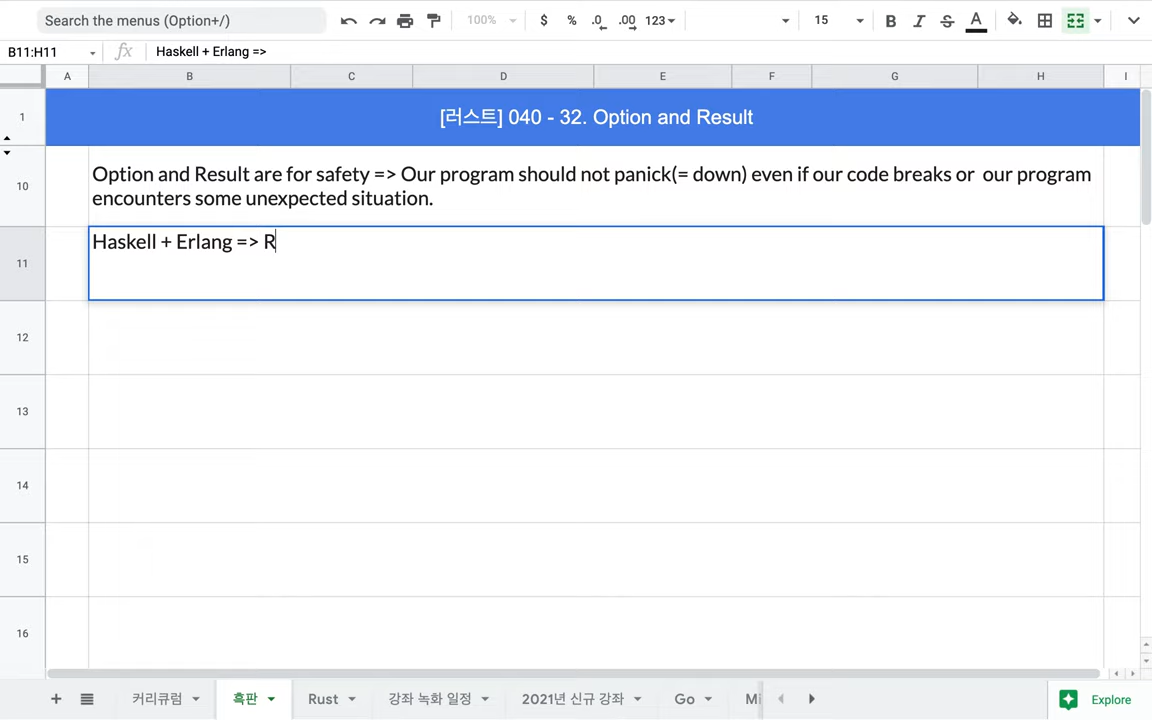 Search the menus (Option+/)
100%
$ % .0 .00 123
15
B I S A
B11:H11 fx Haskell + Erlang =>
A B C D E F G H I
1 [러스트] 040 - 32. Option and Result
10 Option and Result are for safety => Our program should not panick(= down) even if our code breaks or our program
encounters some unexpected situation.
11 Haskell + Erlang => R
12
13
14
15
16
+ 커리큘럼 흑판 Rust 강좌 녹화 일정 2021년 신규 강좌 Go Mi Explore